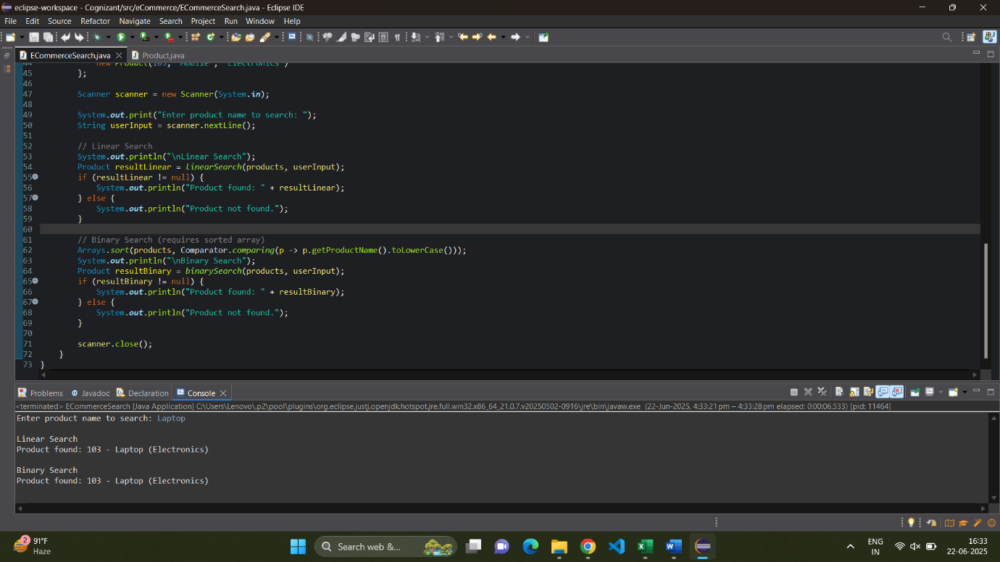 eclipse-workspace - Cognizant/src/eCommerce/ECommerceSearch.java - Eclipse IDE
File Edit Source Refactor Navigate Search Project Run Window Help
ECommerceSearch.java Product.java
44 new Product(105, "Mobile", "Electronics")
45 };
46
47 Scanner scanner = new Scanner(System.in);
48
49 System.out.print("Enter product name to search: ");
50 String userInput = scanner.nextLine();
51
52 // Linear Search
53 System.out.println("\nLinear Search");
54 Product resultLinear = linearSearch(products, userInput);
55 if (resultLinear != null) {
56 System.out.println("Product found: " + resultLinear);
57 } else {
58 System.out.println("Product not found.");
59 }
60
61 // Binary Search (requires sorted array)
62 Arrays.sort(products, Comparator.comparing(p -> p.getProductName().toLowerCase()));
63 System.out.println("\nBinary Search");
64 Product resultBinary = binarySearch(products, userInput);
65 if (resultBinary != null) {
66 System.out.println("Product found: " + resultBinary);
67 } else {
68 System.out.println("Product not found.");
69 }
70
71 scanner.close();
72 }
73 }
Problems Javadoc Declaration Console
<terminated> ECommerceSearch [Java Application] C:\Users\Lenovo\.p2\pool\plugins\org.eclipse.justj.openjdk.hotspot.jre.full.win32.x86_64_21.0.7.v20250502-0916\jre\bin\javaw.exe (22-Jun-2025, 4:33:21 pm – 4:33:28 pm elapsed: 0:00:06.533) [pid: 11464]
Enter product name to search: Laptop
Linear Search
Product found: 103 - Laptop (Electronics)
Binary Search
Product found: 103 - Laptop (Electronics)
2
91°F
Haze
Search web &...
ENG
IN
16:33
22-06-2025